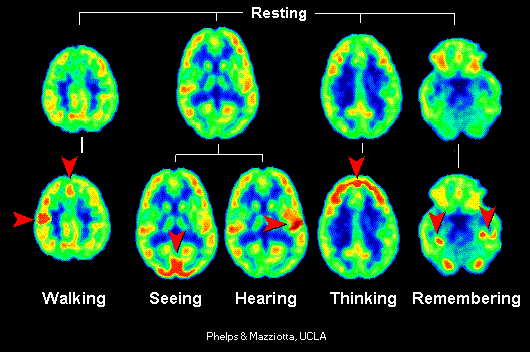 Resting
Walking Seeing Hearing Thinking Remembering
Phelps & Mazziotta, UCLA